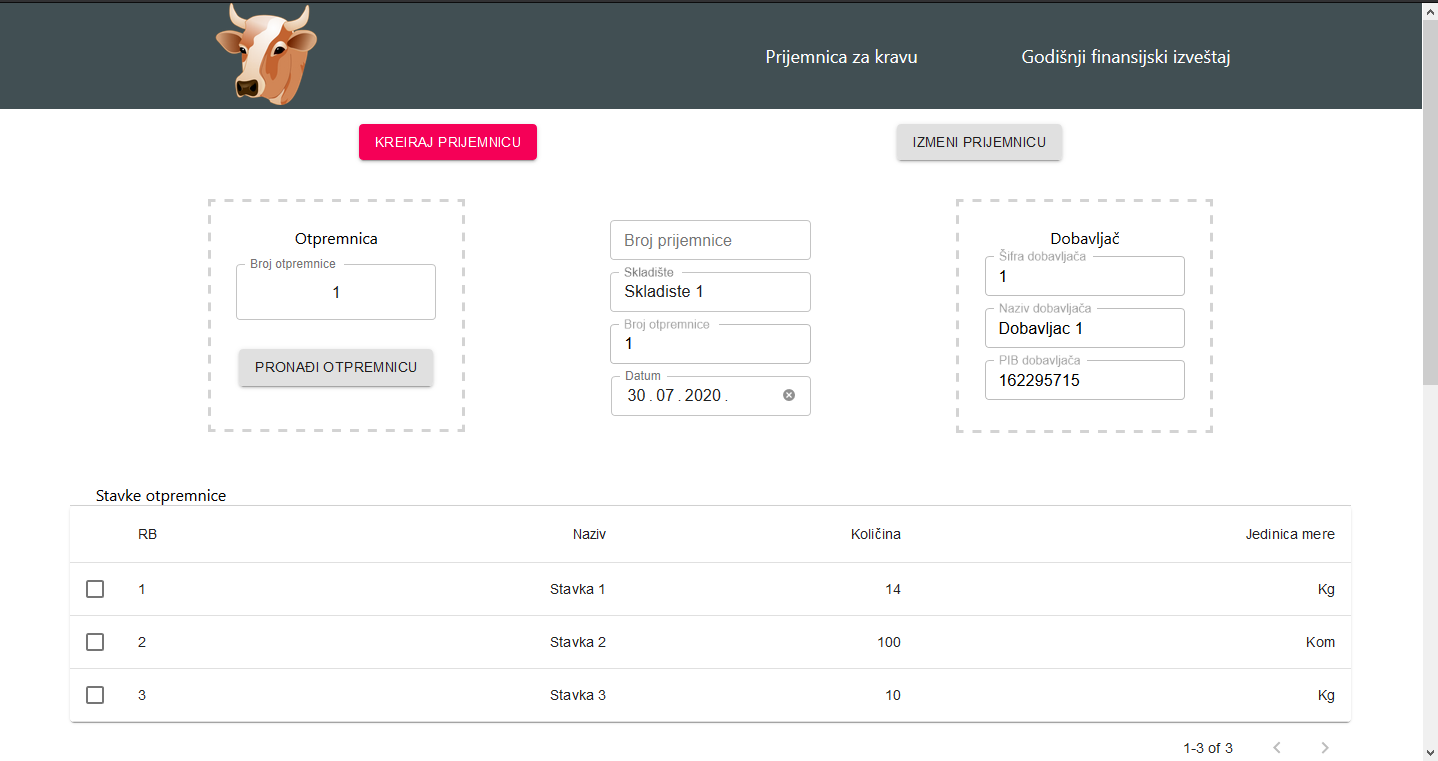 Prijemnica za kravu
Godišnji finansijski izveštaj
KREIRAJ PRIJEMNICU
IZMENI PRIJEMNICU
Otpremnica
Broj otpremnice
1
PRONAĐI OTPREMNICU
Broj prijemnice
Skladište
Skladiste 1
Broj otpremnice
1
Datum
30 . 07 . 2020 .
Dobavljač
Šifra dobavljača
1
Naziv dobavljača
Dobavljac 1
PIB dobavljača
162295715
Stavke otpremnice
RB Naziv Količina Jedinica mere
1 Stavka 1 14 Kg
2 Stavka 2 100 Kom
3 Stavka 3 10 Kg
1-3 of 3